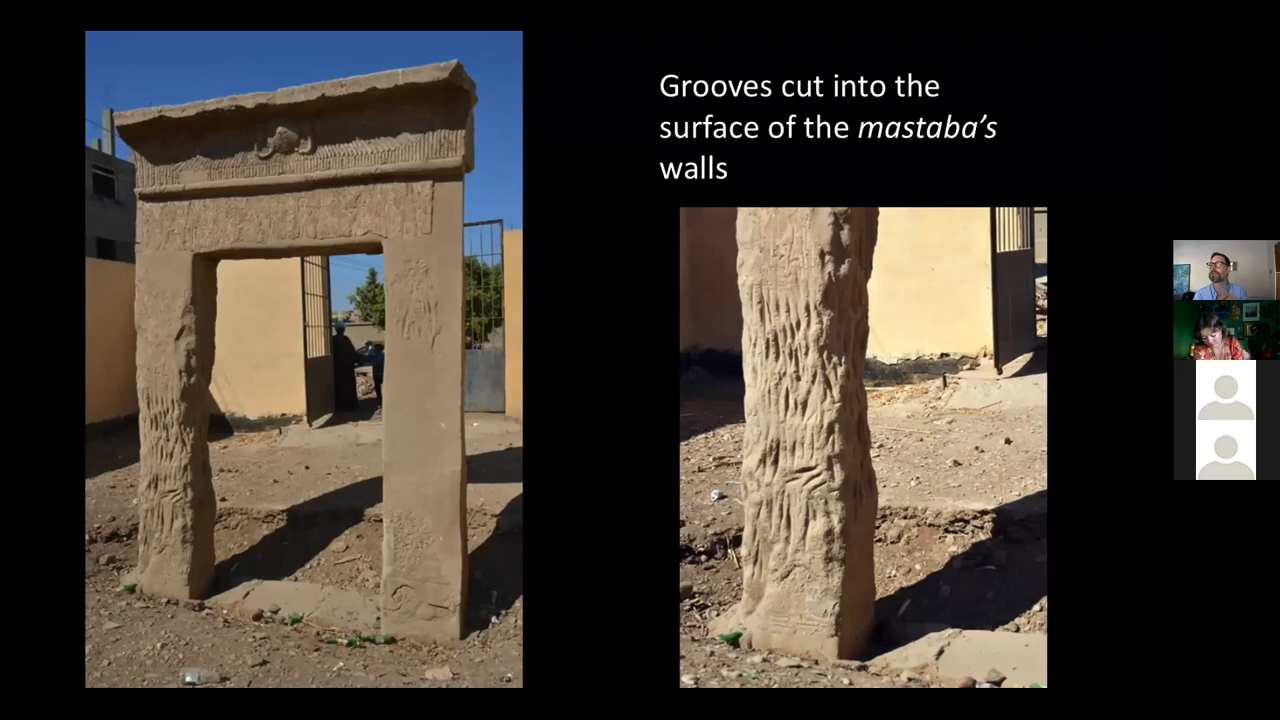 Grooves cut into the
surface of the mastaba’s
walls